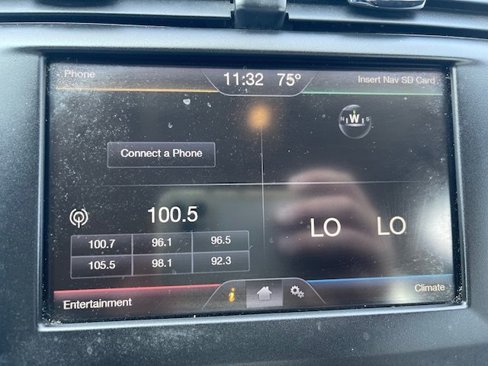 Phone
11:32 75°
Insert Nav SD Card
N W S
Connect a Phone
100.5
100.7 96.1 96.5
105.5 98.1 92.3
LO LO
Entertainment
i
Climate